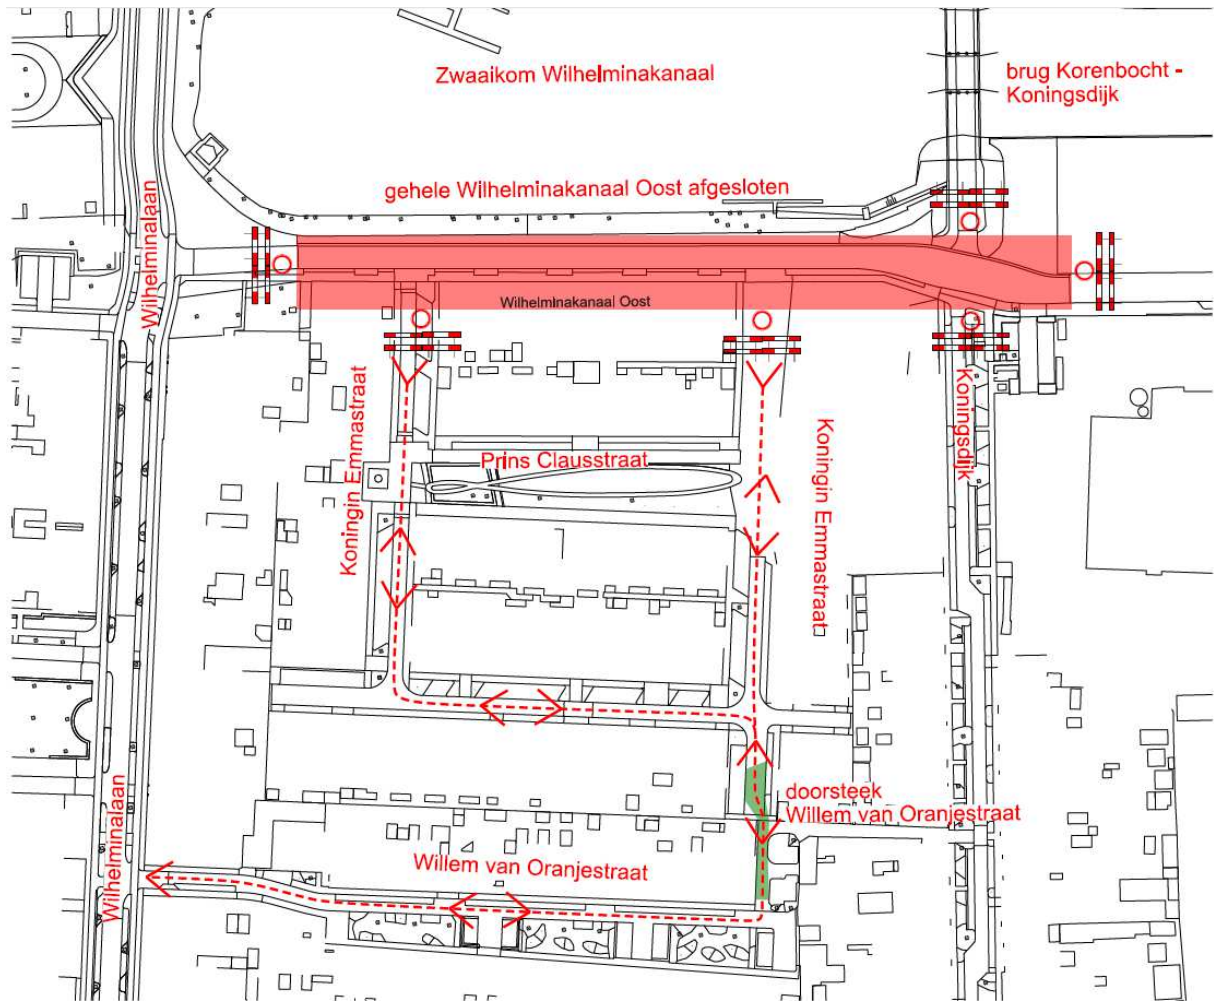 Zwaaikom Wilhelminakanaal
brug Korenbocht -
Koningsdijk
gehele Wilhelminakanaal Oost afgesloten
Wilhelminalaan
Wilhelminakanaal Oost
Koningin Emmastraat
Prins Clausstraat
Koningin Emmastraat
Koningsdijk
doorsteek
Willem van Oranjestraat
Willem van Oranjestraat
Wilhelminalaan